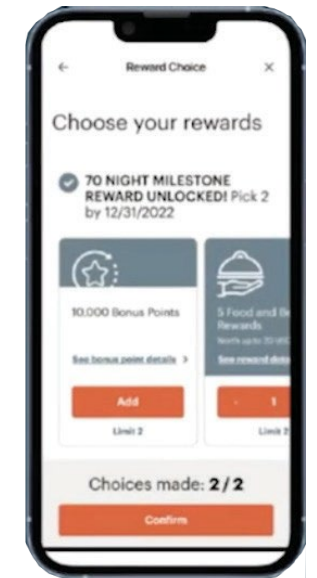 Reward Choice
Choose your rewards
70 NIGHT MILESTONE
REWARD UNLOCKED! Pick 2
by 12/31/2022
10,000 Bonus Points
See bonus point details >
Add
Limit 2
5 Food and Be
Rewards
See reward deta
- 1
Limit 2
Choices made: 2/2
Confirm